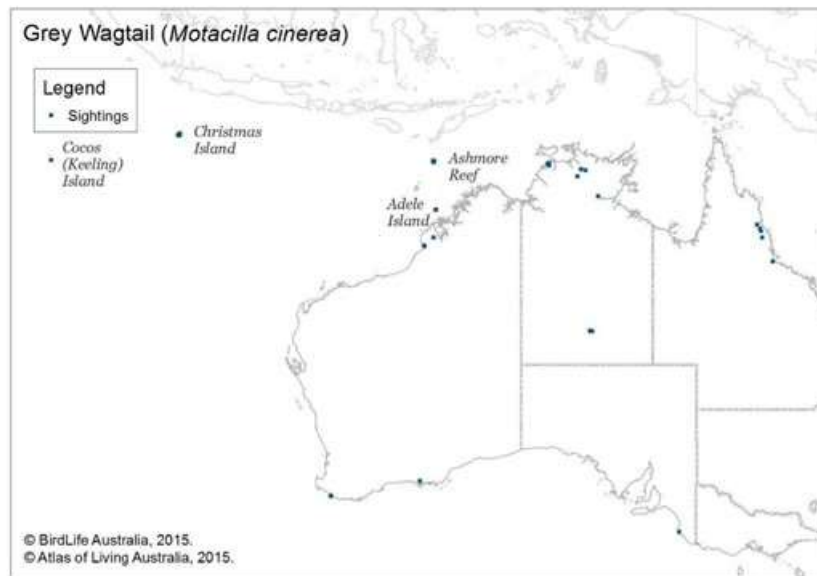 Grey Wagtail (Motacilla cinerea)
Legend
Sightings
Cocos
(Keeling)
Island
Christmas
Island
Ashmore
Reef
Adele
Island
© BirdLife Australia, 2015.
© Atlas of Living Australia, 2015.